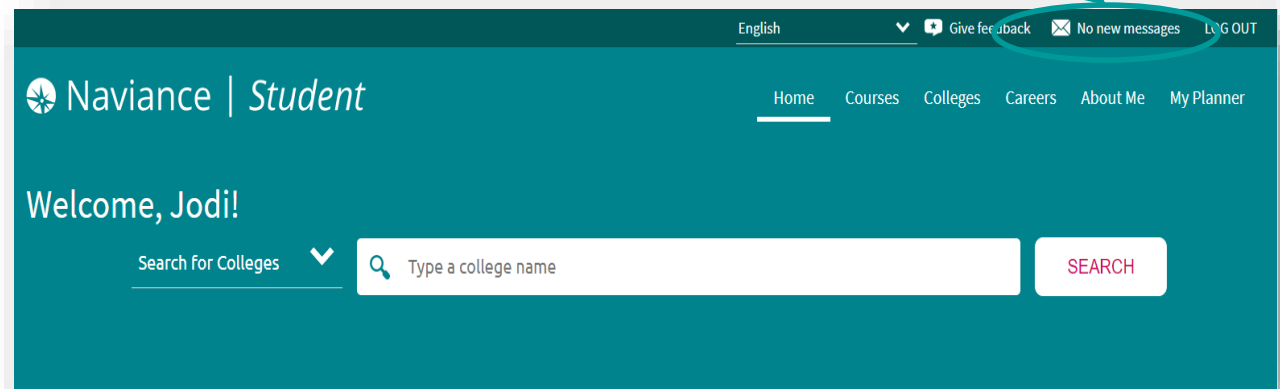 English Give feedback No new messages LOG OUT
Naviance | Student
Home Courses Colleges Careers About Me My Planner
Welcome, Jodi!
Search for Colleges Type a college name SEARCH